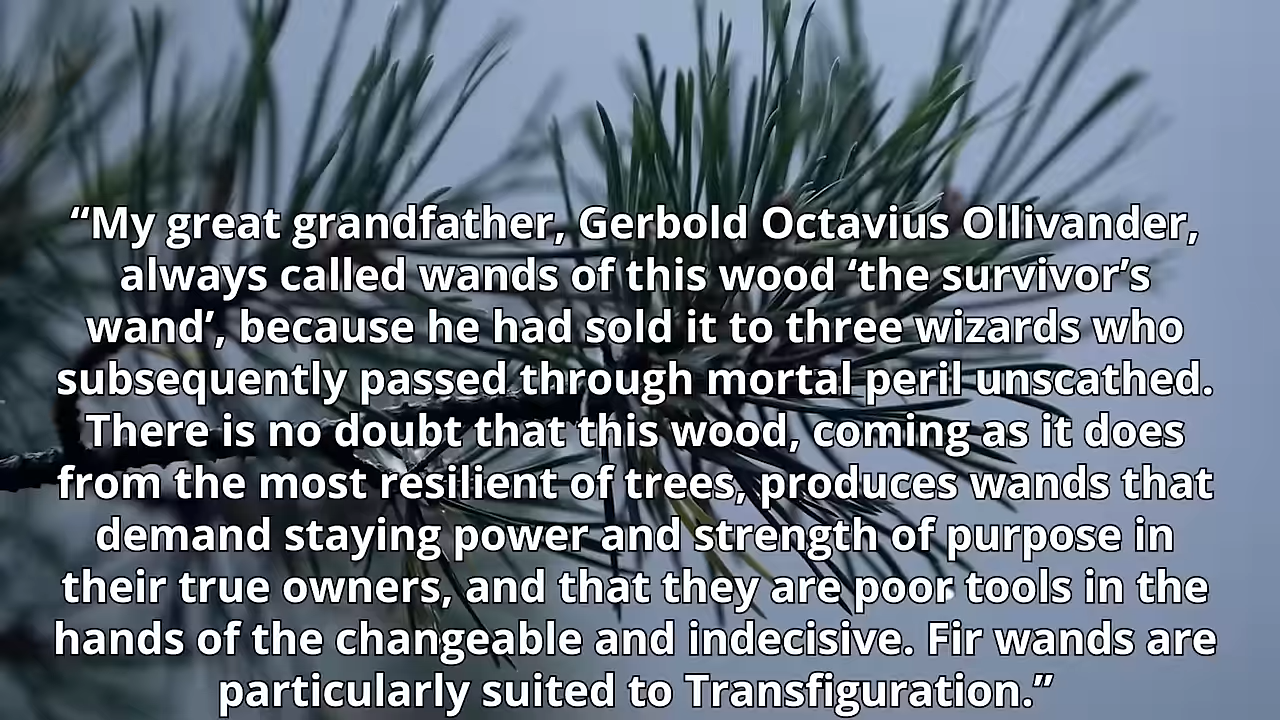 “My great grandfather, Gerbold Octavius Ollivander,
always called wands of this wood ‘the survivor’s
wand’, because he had sold it to three wizards who
subsequently passed through mortal peril unscathed.
There is no doubt that this wood, coming as it does
from the most resilient of trees, produces wands that
demand staying power and strength of purpose in
their true owners, and that they are poor tools in the
hands of the changeable and indecisive. Fir wands are
particularly suited to Transfiguration.”